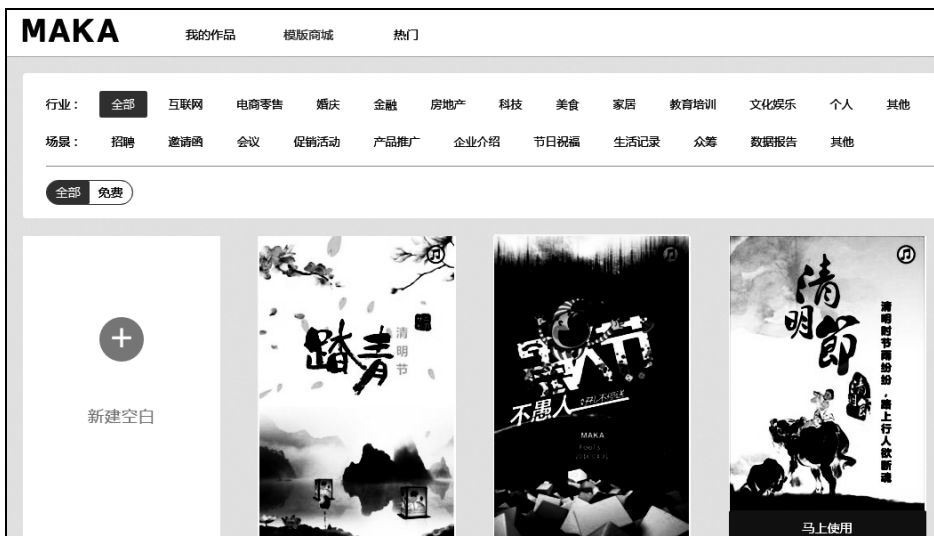 MAKA 我的作品 模版商城 热门
行业： 全部 互联网 电商零售 婚庆 金融 房地产 科技 美食 家居 教育培训 文化娱乐 个人 其他
场景： 招聘 邀请函 会议 促销活动 产品推广 企业介绍 节日祝福 生活记录 众筹 数据报告 其他
全部 免费
新建空白
踏青
清明节
不愚人
MAKA
Fools
清明節
清明时节雨纷纷，路上行人欲断魂
马上使用